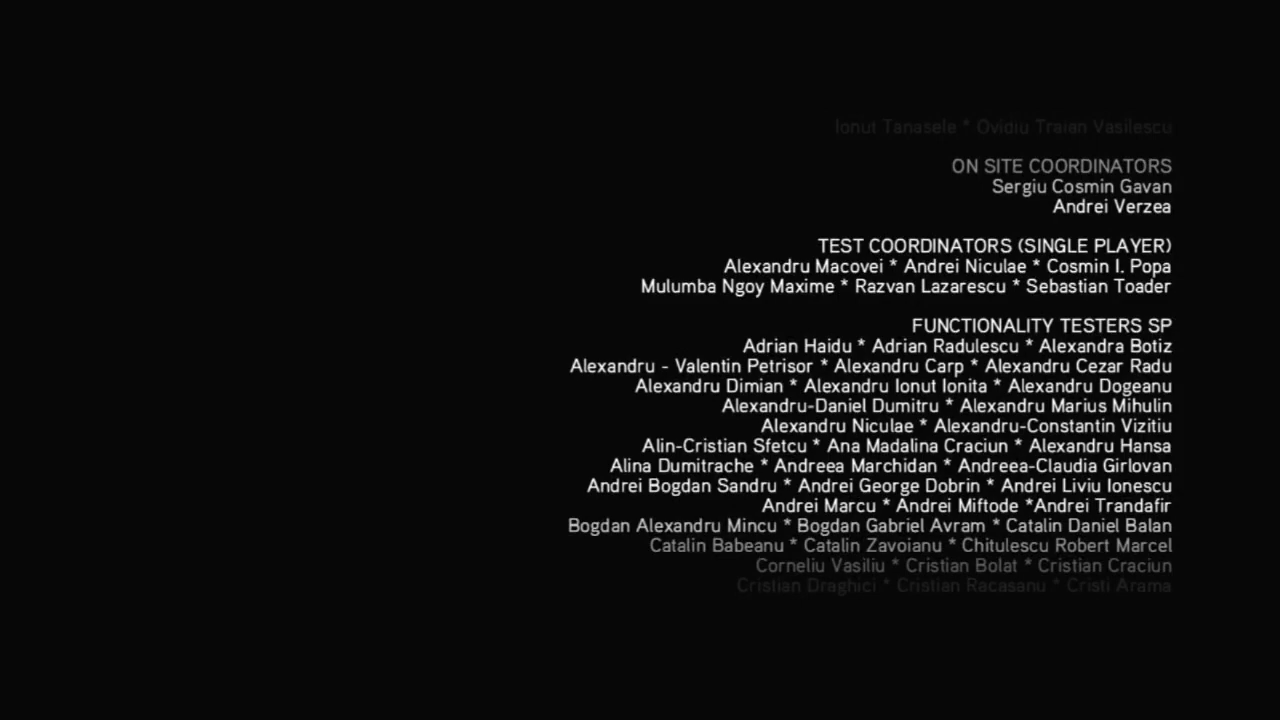 Ionut Tanasele * Ovidiu Traian Vasilescu
ON SITE COORDINATORS
Sergiu Cosmin Gavan
Andrei Verzea
TEST COORDINATORS (SINGLE PLAYER)
Alexandru Macovei * Andrei Niculae * Cosmin I. Popa
Mulumba Ngoy Maxime * Razvan Lazarescu * Sebastian Toader
FUNCTIONALITY TESTERS SP
Adrian Haidu * Adrian Radulescu * Alexandra Botiz
Alexandru - Valentin Petrisor * Alexandru Carp * Alexandru Cezar Radu
Alexandru Dimian * Alexandru Ionut Ionita * Alexandru Dogeanu
Alexandru-Daniel Dumitru * Alexandru Marius Mihulin
Alexandru Niculae * Alexandru-Constantin Vizitiu
Alin-Cristian Sfetcu * Ana Madalina Craciun * Alexandru Hansa
Alina Dumitrache * Andreea Marchidan * Andreea-Claudia Girlovan
Andrei Bogdan Sandru * Andrei George Dobrin * Andrei Liviu Ionescu
Andrei Marcu * Andrei Miftode *Andrei Trandafir
Bogdan Alexandru Mincu * Bogdan Gabriel Avram * Catalin Daniel Balan
Catalin Babeanu * Catalin Zavoianu * Chitulescu Robert Marcel
Corneliu Vasiliu * Cristian Bolat * Cristian Craciun
Cristian Draghici * Cristian Racasanu * Cristi Arama